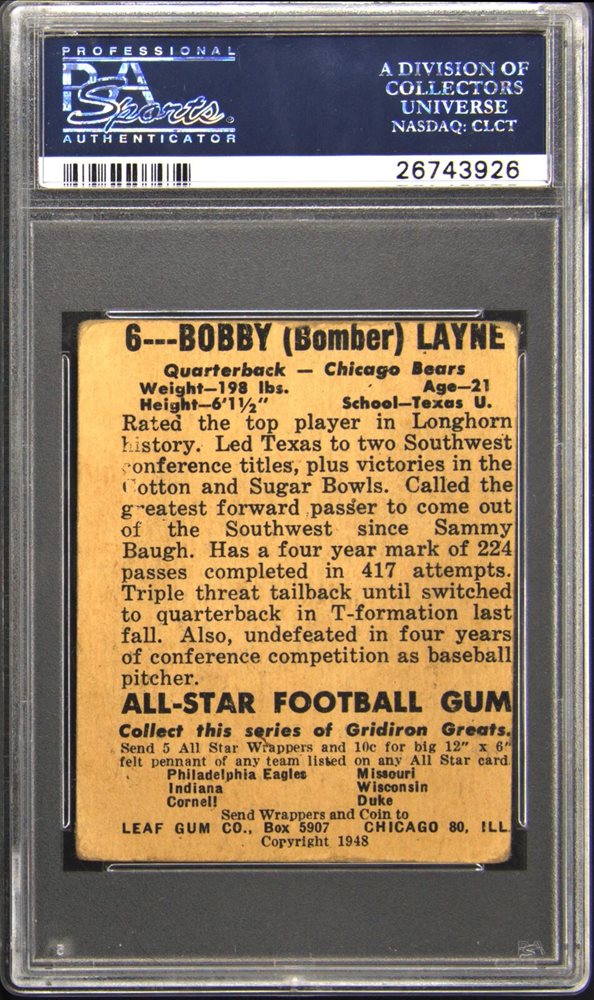 PROFESSIONAL
PSA
Sports
AUTHENTICATOR
A DIVISION OF
COLLECTORS
UNIVERSE
NASDAQ: CLCT
26743926
6---BOBBY (Bomber) LAYNE
Quarterback — Chicago Bears
Weight—198 lbs. Age—21
Height—6'1½" School—Texas U.
Rated the top player in Longhorn
history. Led Texas to two Southwest
conference titles, plus victories in the
Cotton and Sugar Bowls. Called the
greatest forward passer to come out
of the Southwest since Sammy
Baugh. Has a four year mark of 224
passes completed in 417 attempts.
Triple threat tailback until switched
to quarterback in T-formation last
fall. Also, undefeated in four years
of conference competition as baseball
pitcher.
ALL-STAR FOOTBALL GUM
Collect this series of Gridiron Greats.
Send 5 All Star Wrappers and 10c for big 12" x 6"
felt pennant of any team listed on any All Star card
Philadelphia Eagles Missouri
Indiana Wisconsin
Cornell Duke
Send Wrappers and Coin to
LEAF GUM CO., Box 5907 CHICAGO 80, ILL
Copyright 1948
PSA